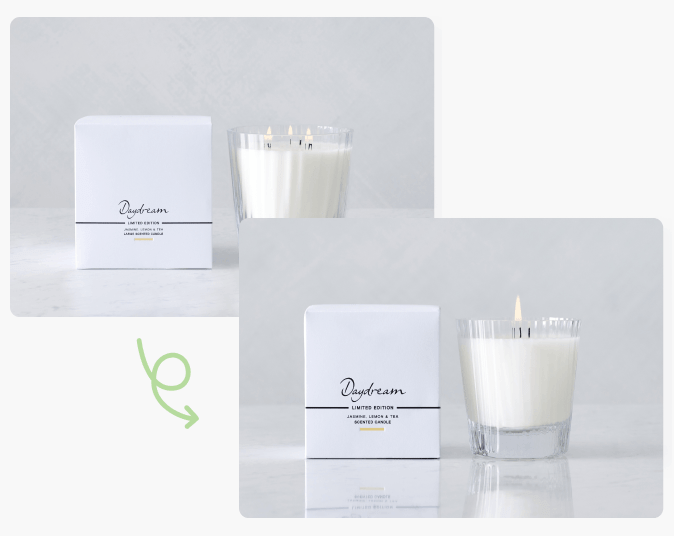 Daydream
LIMITED EDITION
JASMINE, LEMON & TEA
LARGE SCENTED CANDLE
Daydream
LIMITED EDITION
JASMINE, LEMON & TEA
SCENTED CANDLE